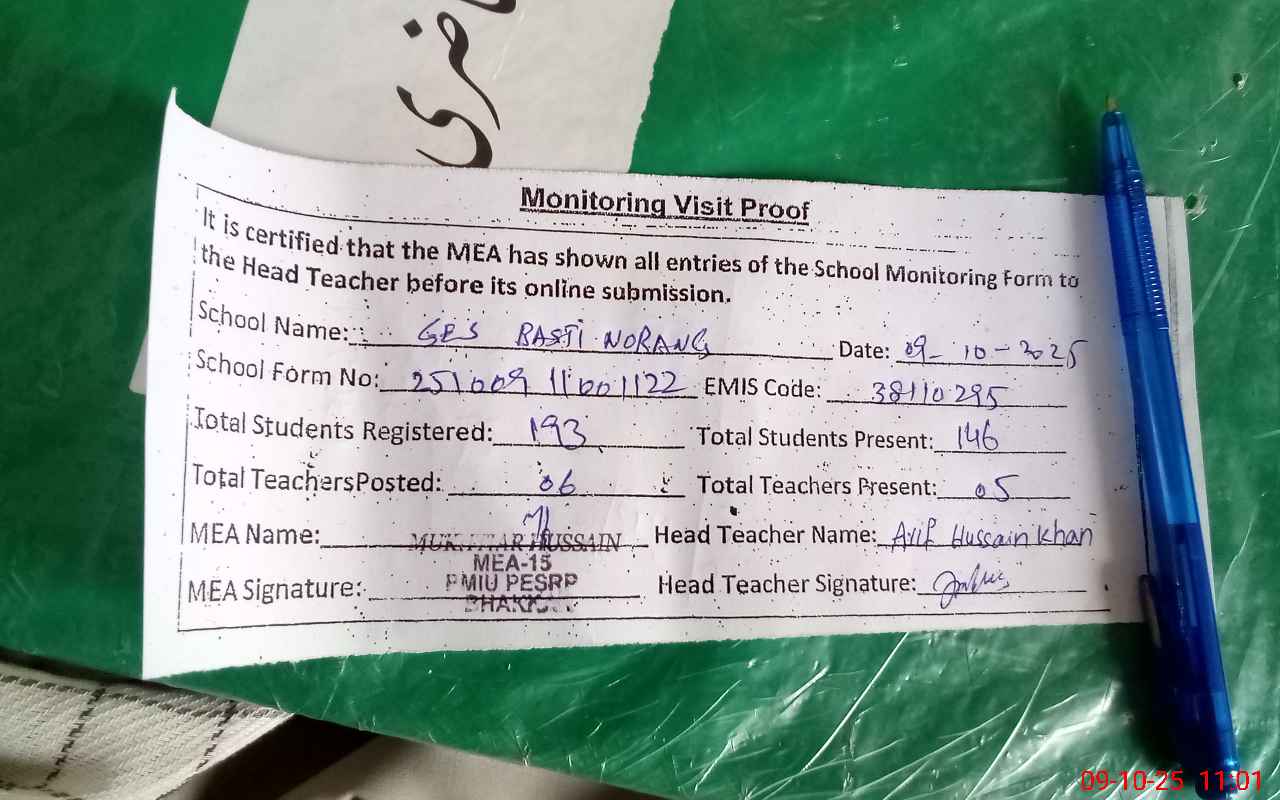 Monitoring Visit Proof
It is certified that the MEA has shown all entries of the School Monitoring Form to
the Head Teacher before its online submission.
School Name: GES BASTI NORANG Date: 09-10-2025
School Form No: 251009 11001122 EMIS Code: 38110295
Total Students Registered: 193 Total Students Present: 146
Total Teachers Posted: 06 Total Teachers Present: 05
MEA Name: HUSSAIN Head Teacher Name: Arif Hussain Khan
MEA-15
PMIU PESRP
MEA Signature: Head Teacher Signature:
09-10-25 11:01